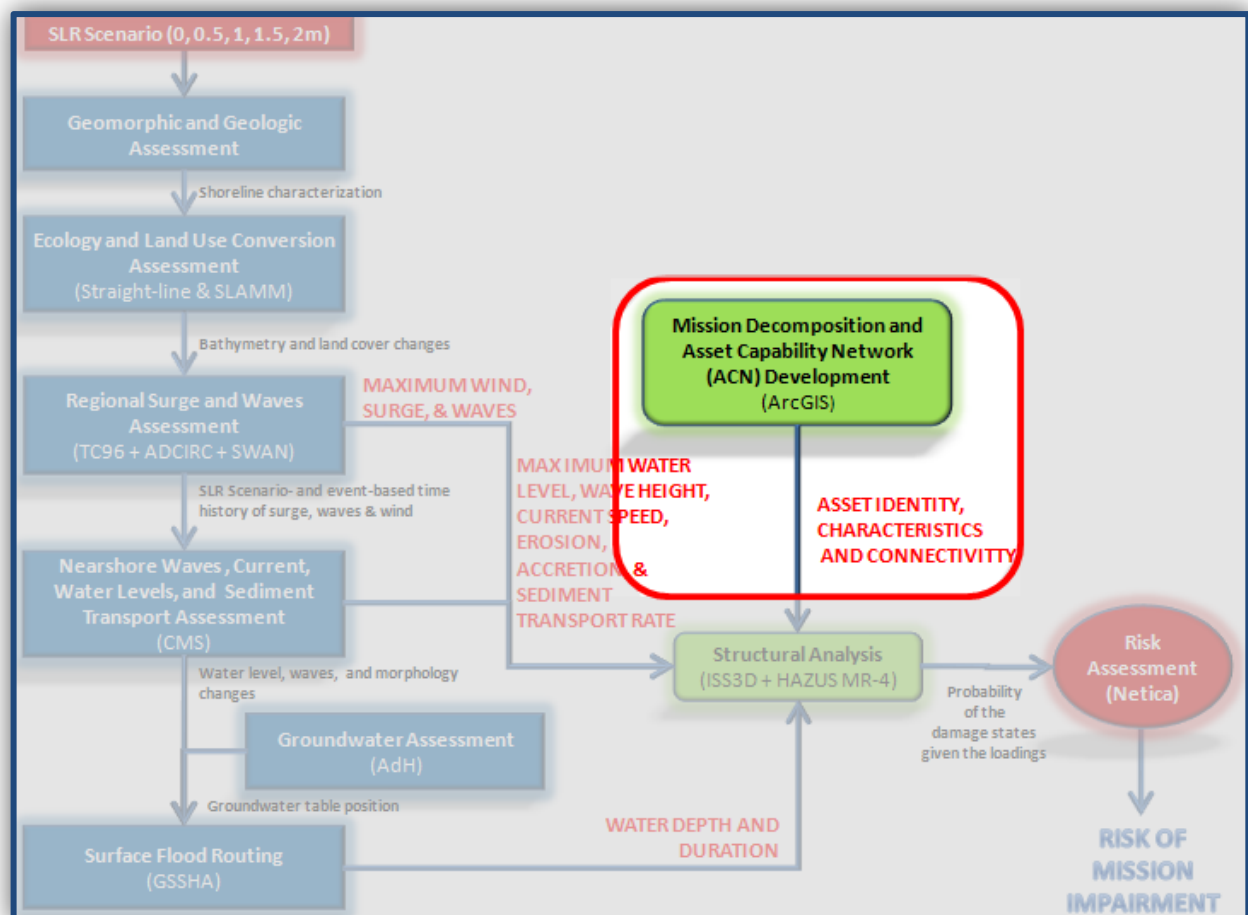 SLR Scenario (0, 0.5, 1, 1.5, 2m)
Geomorphic and Geologic
Assessment
Shoreline characterization
Ecology and Land Use Conversion
Assessment
(Straight-line & SLAMM)
Bathymetry and land cover changes
Regional Surge and Waves
Assessment
(TC96 + ADCIRC + SWAN)
MAXIMUM WIND,
SURGE, & WAVES
SLR Scenario- and event-based time
history of surge, waves & wind
Nearshore Waves , Current,
Water Levels, and Sediment
Transport Assessment
(CMS)
MAXIMUM WATER
LEVEL, WAVE HEIGHT,
CURRENT SPEED,
EROSION,
ACCRETION, &
SEDIMENT
TRANSPORT RATE
Mission Decomposition and
Asset Capability Network
(ACN) Development
(ArcGIS)
ASSET IDENTITY,
CHARACTERISTICS
AND CONNECTIVITTY
Water level, waves, and morphology
changes
Groundwater Assessment
(AdH)
Groundwater table position
Surface Flood Routing
(GSSHA)
WATER DEPTH AND
DURATION
Structural Analysis
(ISS3D + HAZUS MR-4)
Probability
of the
damage states
given the loadings
Risk
Assessment
(Netica)
RISK OF
MISSION
IMPAIRMENT